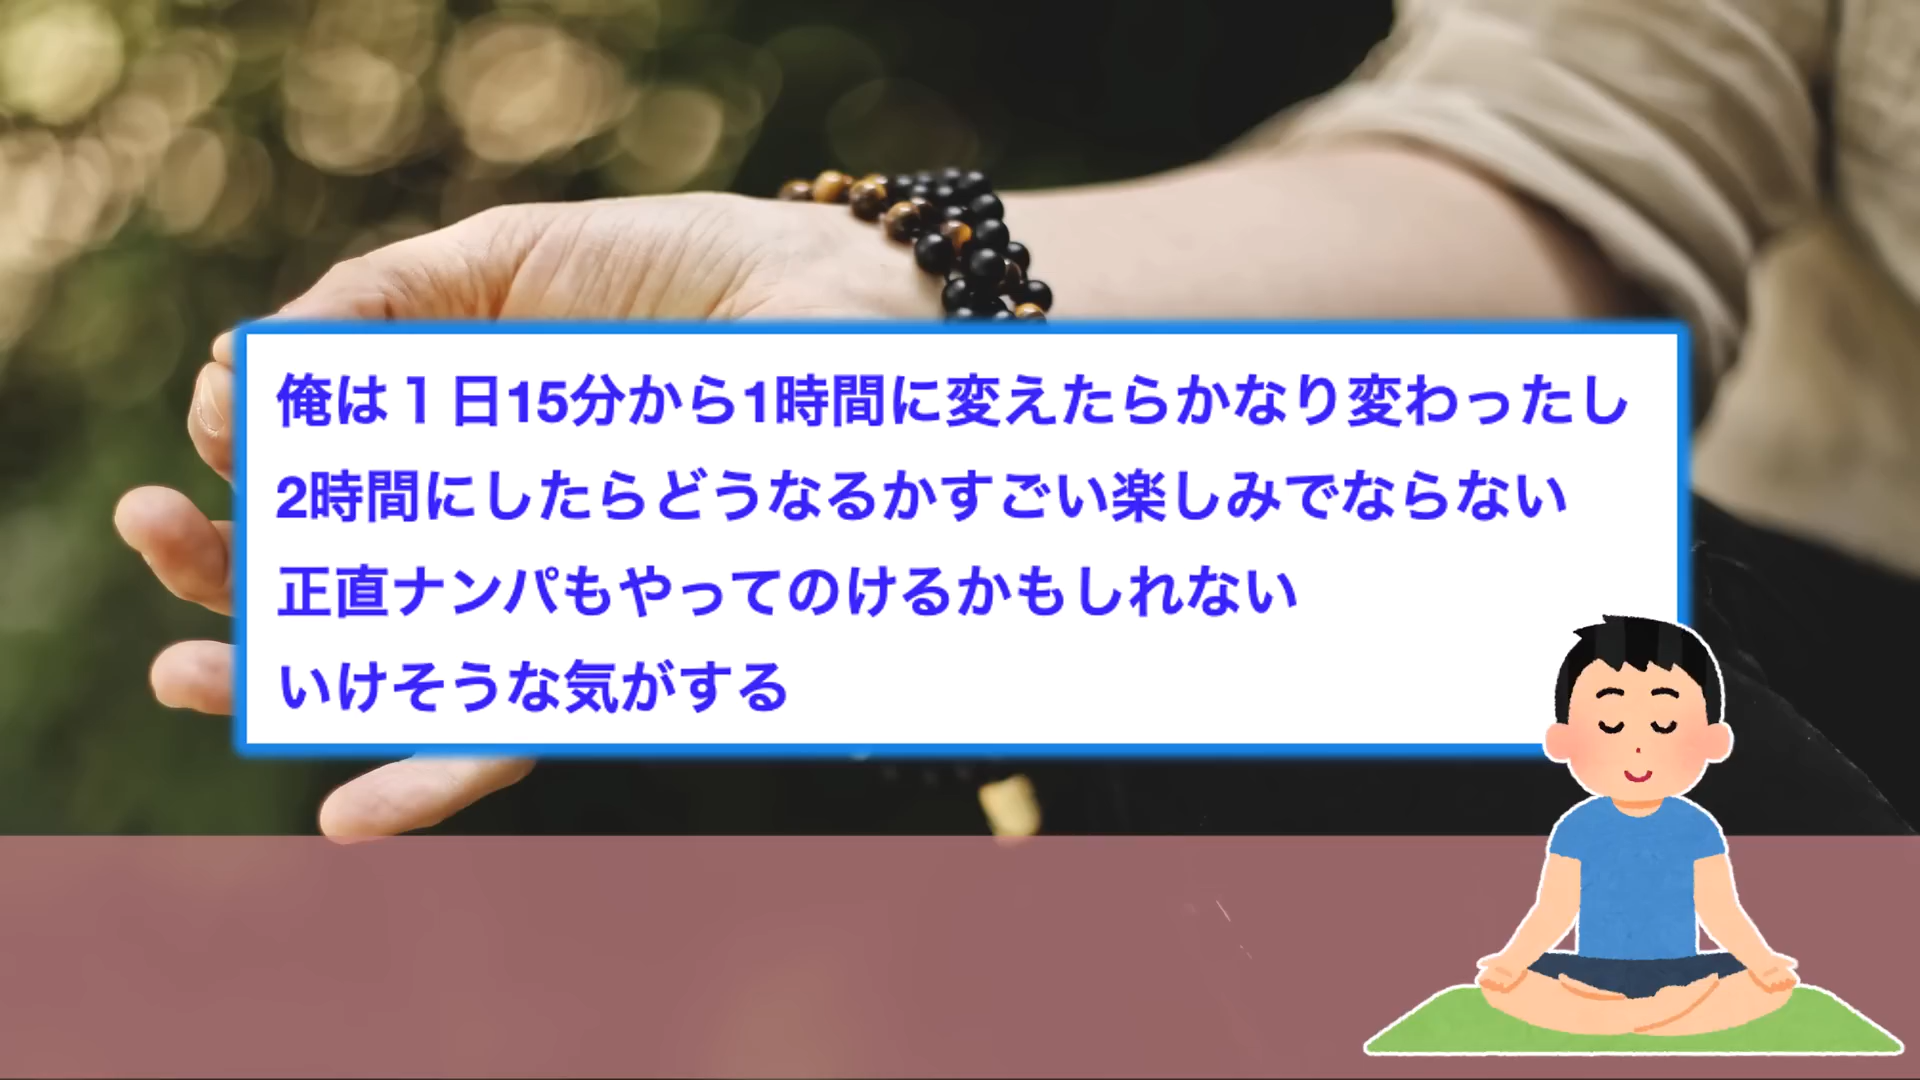 俺は１日15分から1時間に変えたらかなり変わったし
2時間にしたらどうなるかすごい楽しみでならない
正直ナンパもやってのけるかもしれない
いけそうな気がする